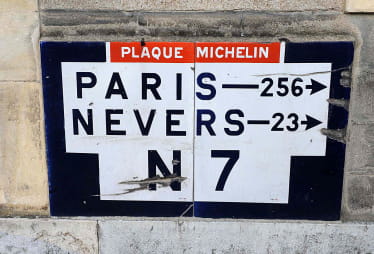 PLAQUE MICHELIN
PARIS—256→
NEVERS—23→
N 7